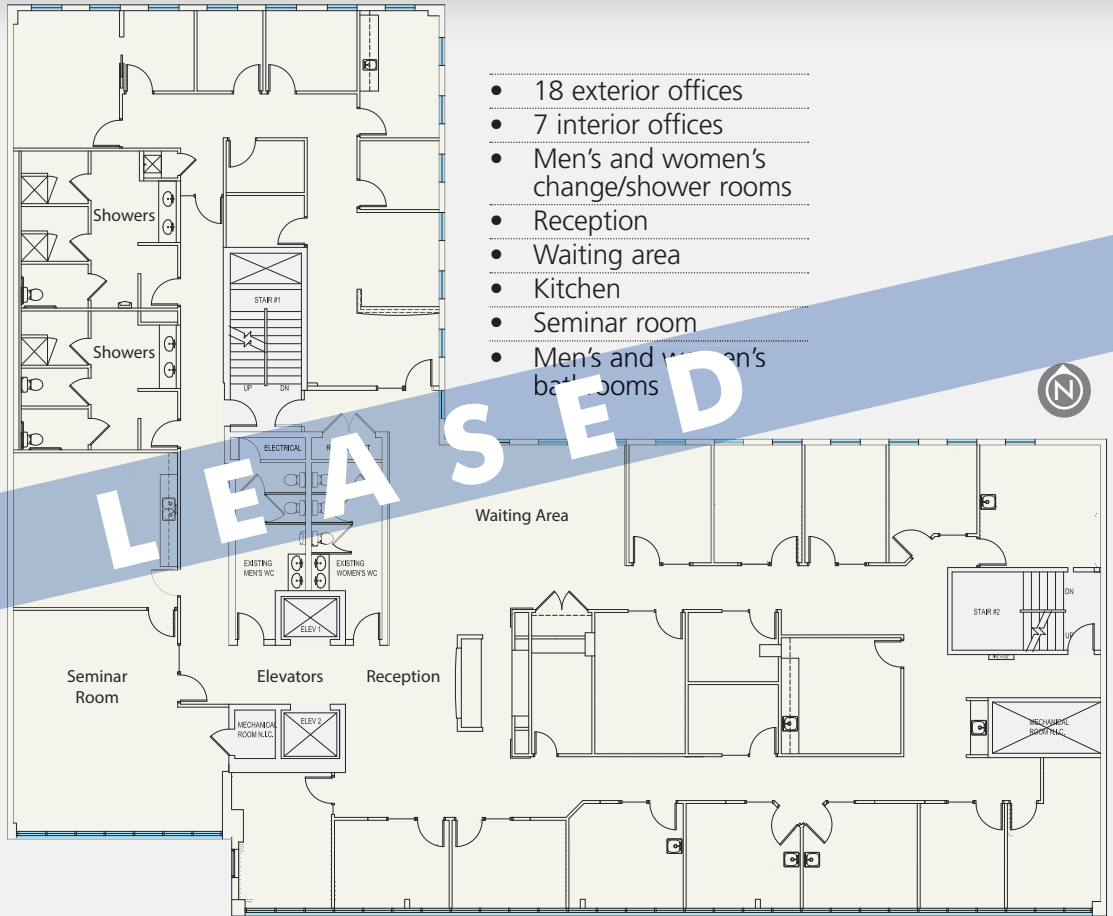 • 18 exterior offices
• 7 interior offices
• Men's and women's
change/shower rooms
• Reception
• Waiting area
• Kitchen
• Seminar room
• Men's and women's
bathrooms
N
LEASED
Showers
STAIR #1
Showers
UP
DN
ELECTRICAL
Waiting Area
EXISTING
MEN'S WC
EXISTING
WOMEN'S WC
ELEV 1
STAIR #2
DN
UP
Seminar
Room
Elevators
Reception
MECHANICAL
ROOM N.I.C.
ELEV 2
MECHANICAL
ROOM N.I.C.